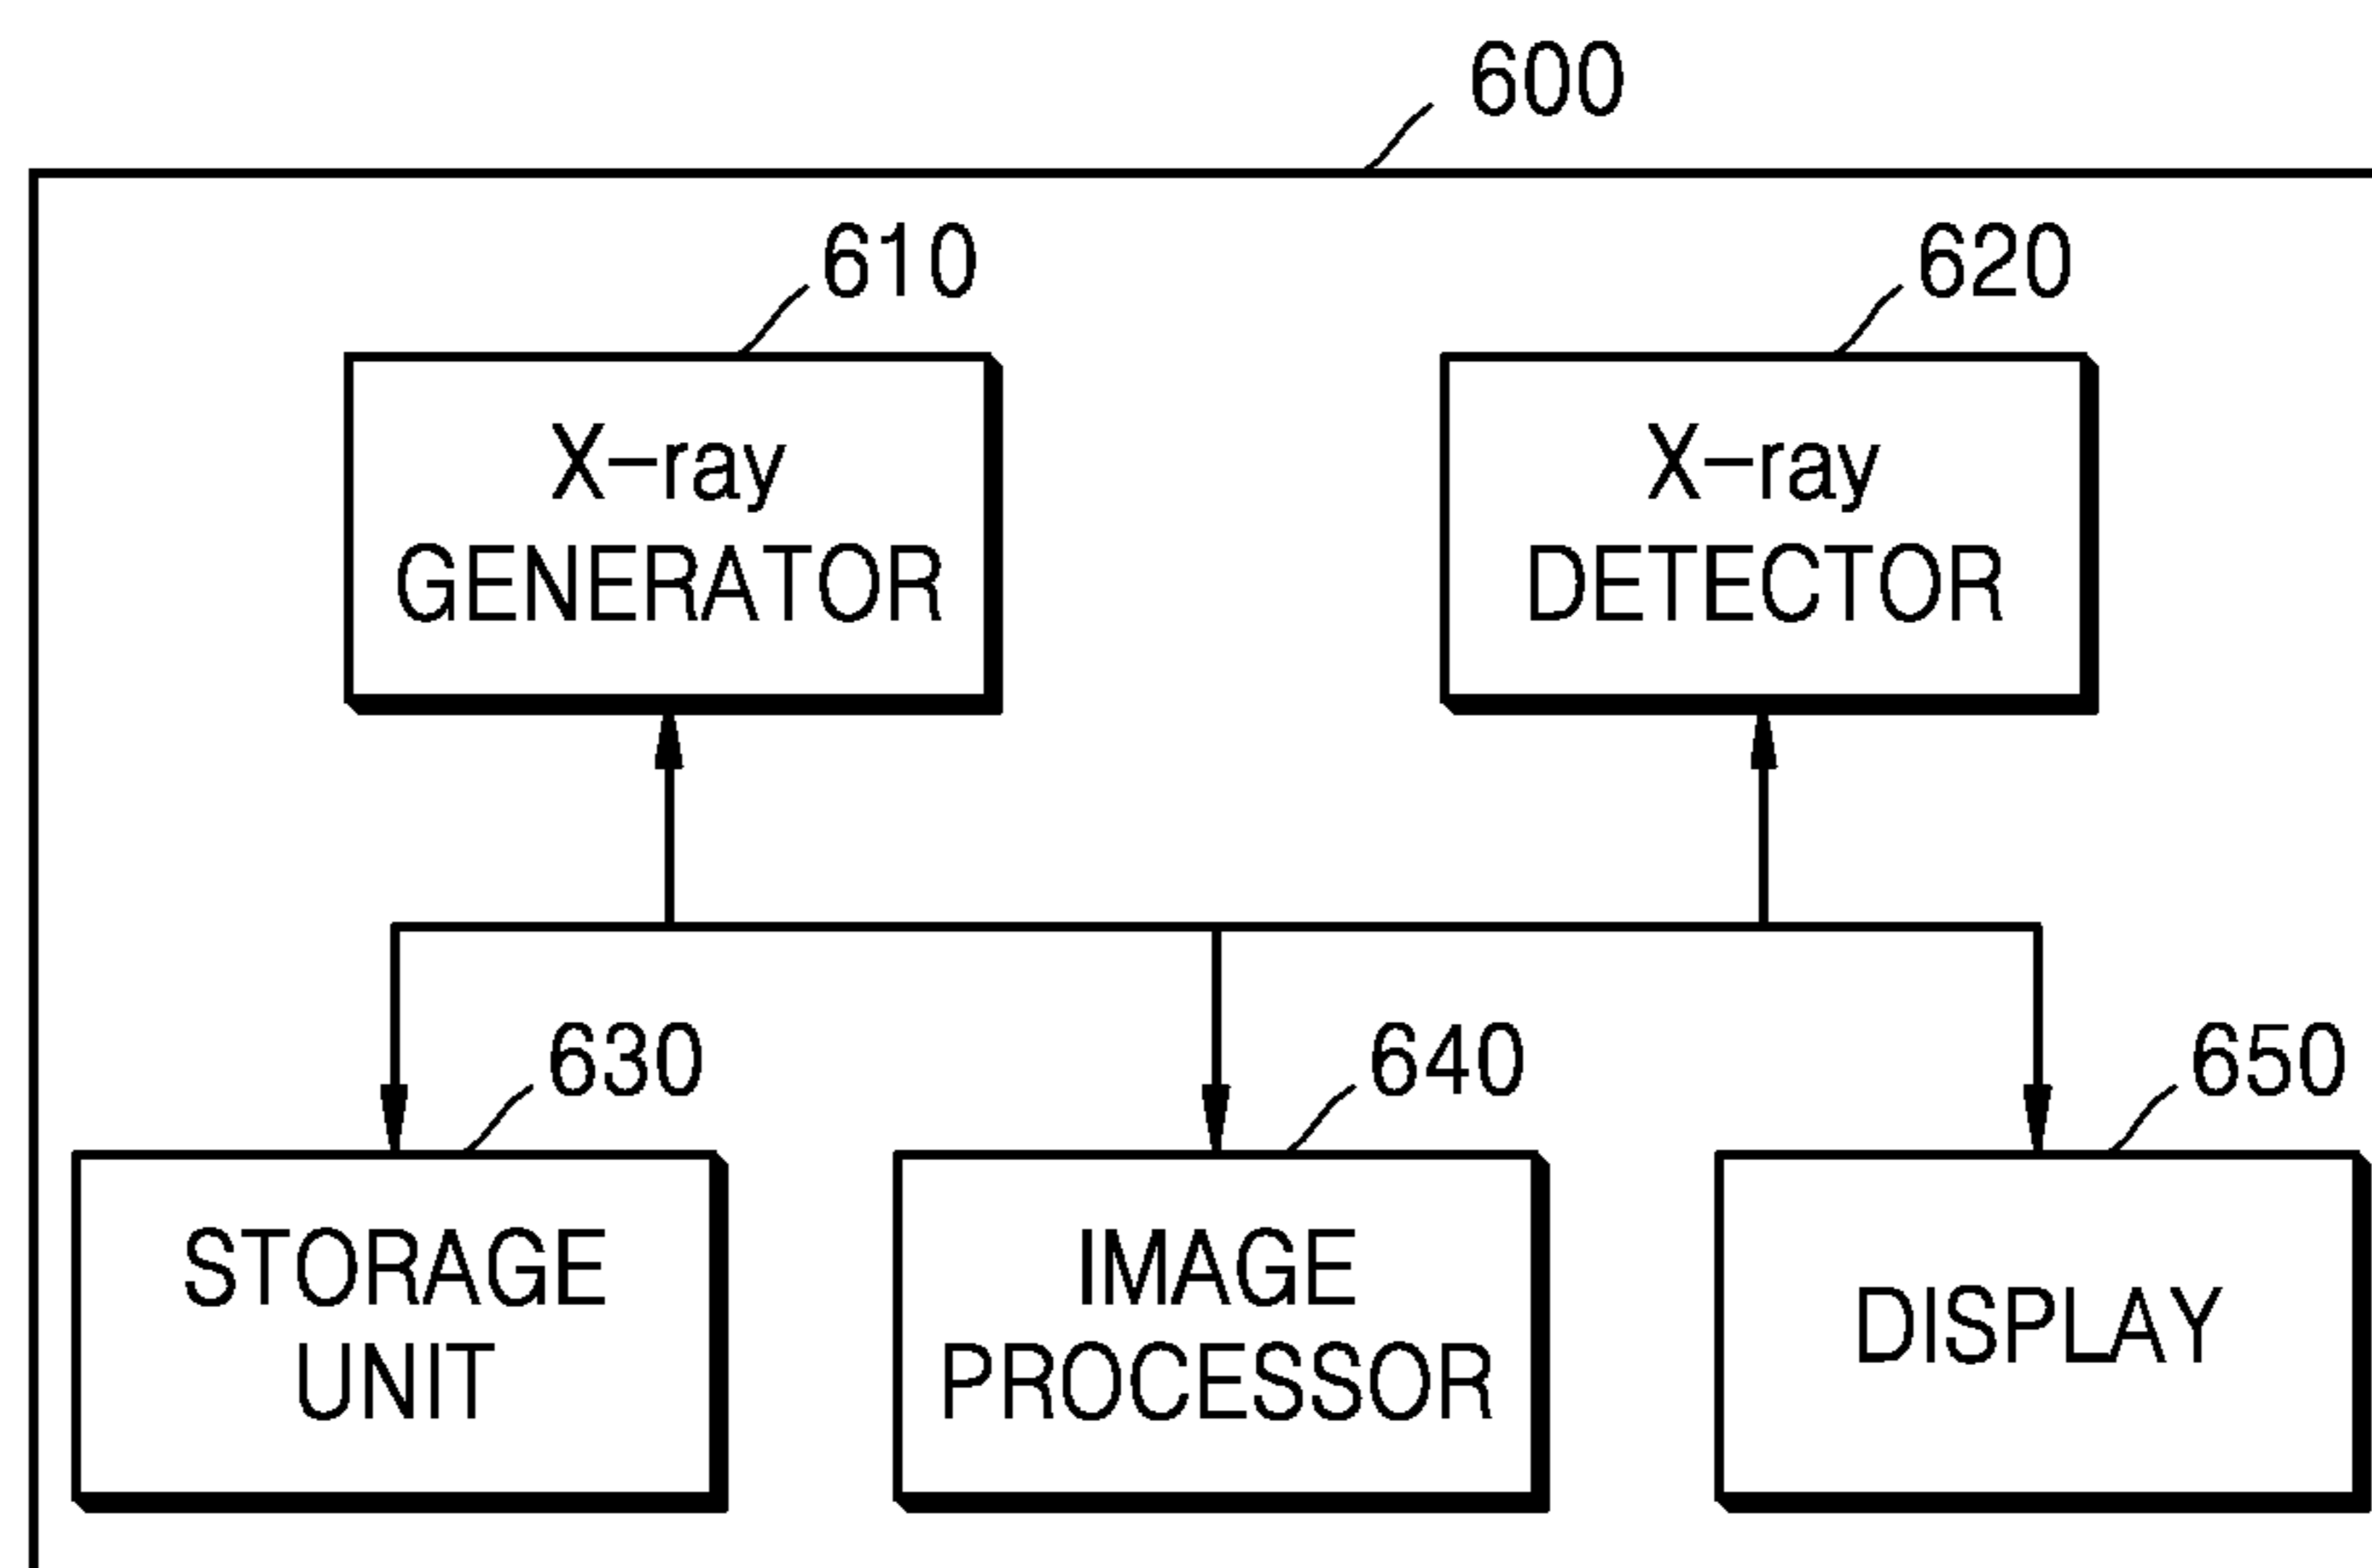 600
610
620
X-ray
GENERATOR
X-ray
DETECTOR
630
640
650
STORAGE
UNIT
IMAGE
PROCESSOR
DISPLAY